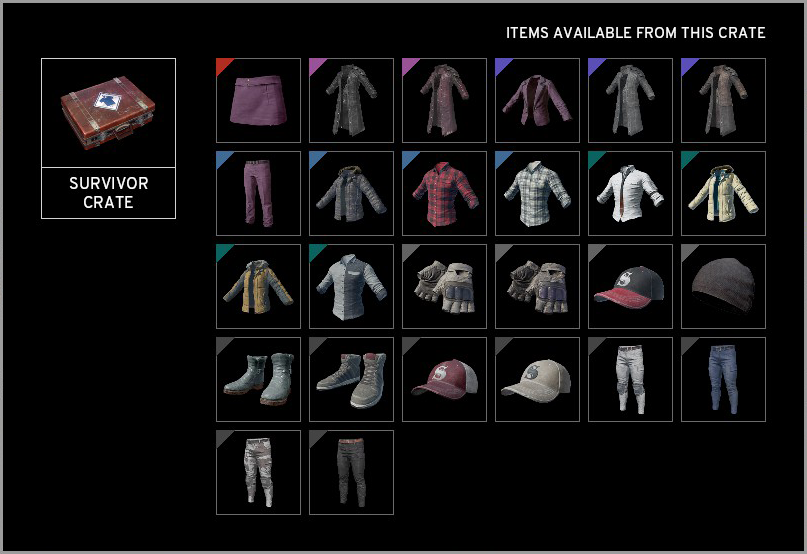 ITEMS AVAILABLE FROM THIS CRATE
SURVIVOR
CRATE
S
S
S